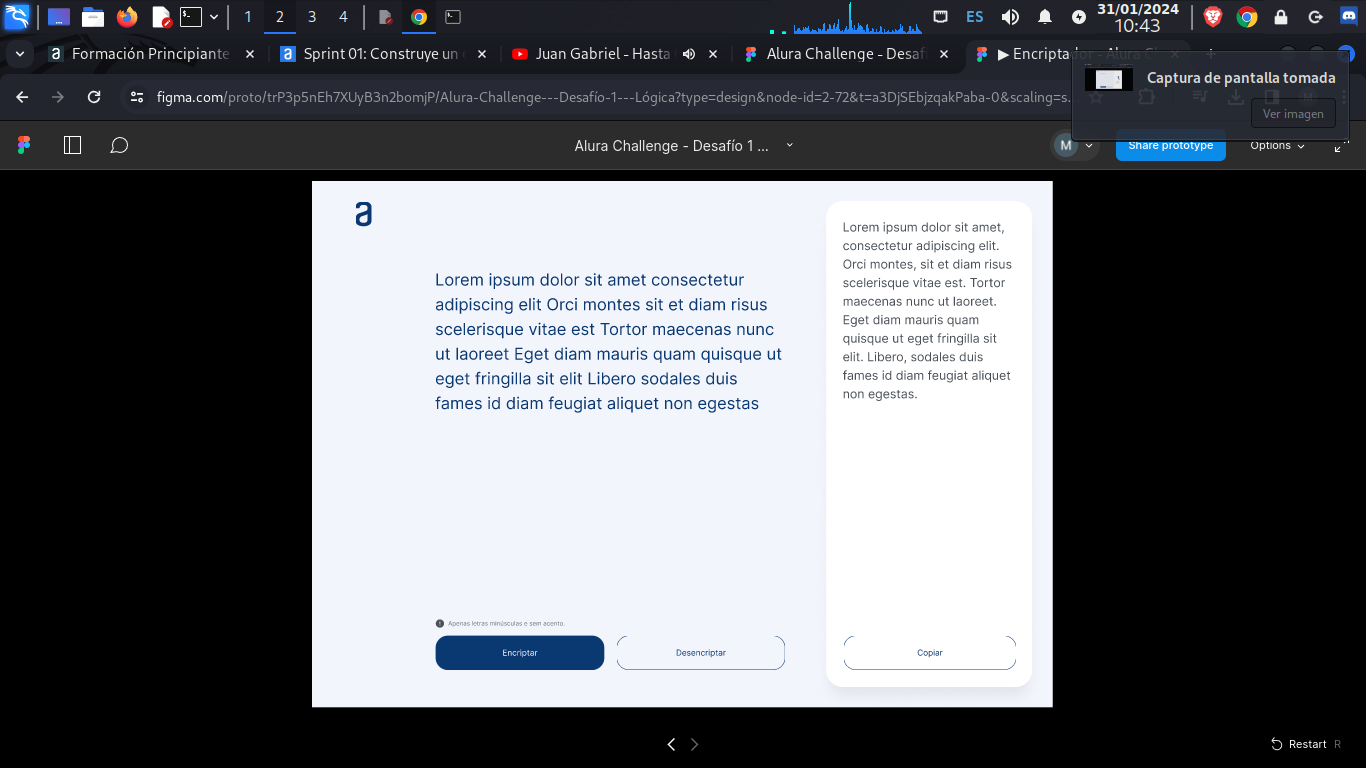 1 2 3 4
ES
31/01/2024
10:43
Formación Principiante
Sprint 01: Construye un
Juan Gabriel - Hasta
Alura Challenge - Desaf
▶ Encriptador - Alura
figma.com/proto/trP3p5nEh7XUyB3n2bomjP/Alura-Challenge---Desafío-1---Lógica?type=design&node-id=2-72&t=a3DjSEbjzqakPaba-0&scaling=s...
Captura de pantalla tomada
Ver imagen
Alura Challenge - Desafío 1 ...
M
Share prototype
Options
a
Lorem ipsum dolor sit amet consectetur
adipiscing elit Orci montes sit et diam risus
scelerisque vitae est Tortor maecenas nunc
ut laoreet Eget diam mauris quam quisque ut
eget fringilla sit elit Libero sodales duis
fames id diam feugiat aliquet non egestas
Apenas letras minúsculas e sem acento.
Encriptar
Desencriptar
Lorem ipsum dolor sit amet,
consectetur adipiscing elit.
Orci montes, sit et diam risus
scelerisque vitae est. Tortor
maecenas nunc ut laoreet.
Eget diam mauris quam
quisque ut eget fringilla sit
elit. Libero, sodales duis
fames id diam feugiat aliquet
non egestas.
Copiar
Restart R